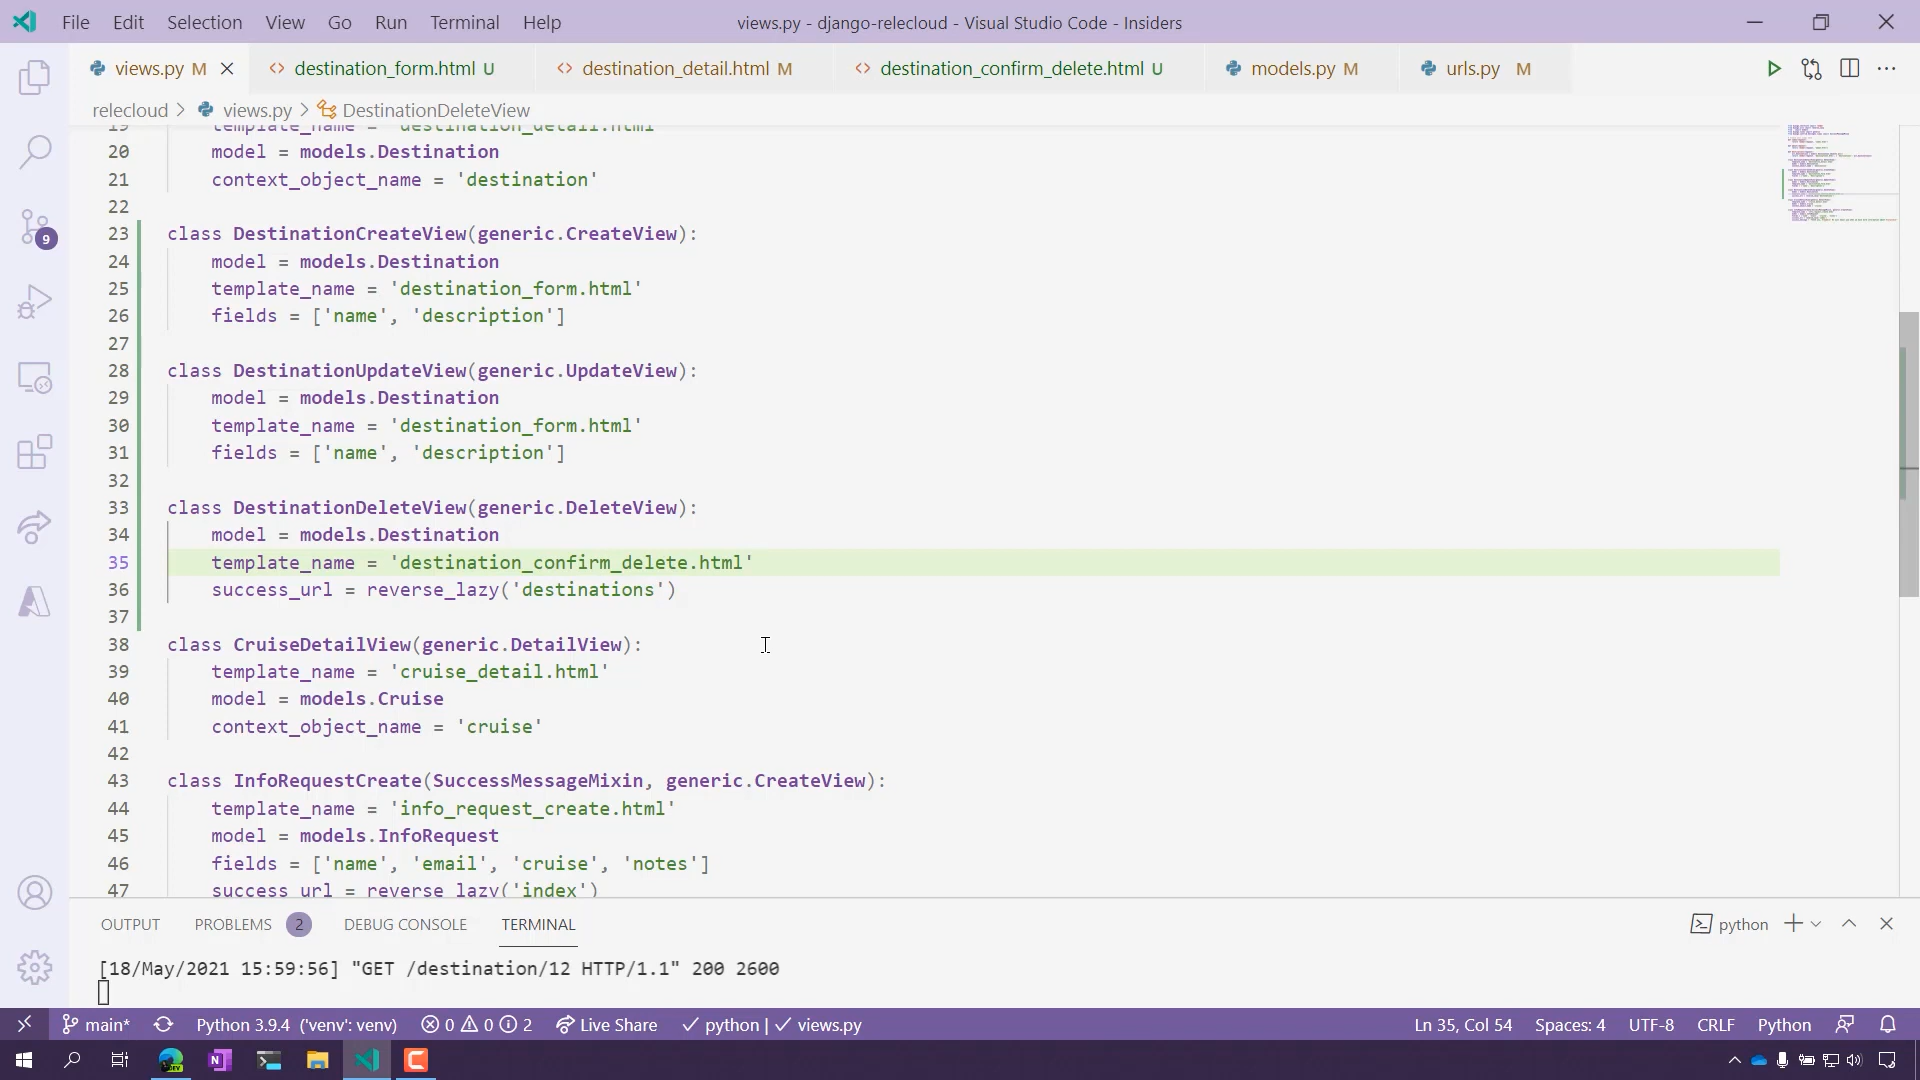 File Edit Selection View Go Run Terminal Help views.py - django-relecloud - Visual Studio Code - Insiders
views.py M destination_form.html U destination_detail.html M destination_confirm_delete.html U models.py M urls.py M
relecloud > views.py > DestinationDeleteView
19 template_name = 'destination_detail.html'
20 model = models.Destination
21 context_object_name = 'destination'
22
23 class DestinationCreateView(generic.CreateView):
24 model = models.Destination
25 template_name = 'destination_form.html'
26 fields = ['name', 'description']
27
28 class DestinationUpdateView(generic.UpdateView):
29 model = models.Destination
30 template_name = 'destination_form.html'
31 fields = ['name', 'description']
32
33 class DestinationDeleteView(generic.DeleteView):
34 model = models.Destination
35 template_name = 'destination_confirm_delete.html'
36 success_url = reverse_lazy('destinations')
37
38 class CruiseDetailView(generic.DetailView):
39 template_name = 'cruise_detail.html'
40 model = models.Cruise
41 context_object_name = 'cruise'
42
43 class InfoRequestCreate(SuccessMessageMixin, generic.CreateView):
44 template_name = 'info_request_create.html'
45 model = models.InfoRequest
46 fields = ['name', 'email', 'cruise', 'notes']
47 success_url = reverse_lazy('index')
9
OUTPUT PROBLEMS 2 DEBUG CONSOLE TERMINAL python
[18/May/2021 15:59:56] "GET /destination/12 HTTP/1.1" 200 2600
main* Python 3.9.4 ('venv': venv) 0 0 2 Live Share python | views.py Ln 35, Col 54 Spaces: 4 UTF-8 CRLF Python